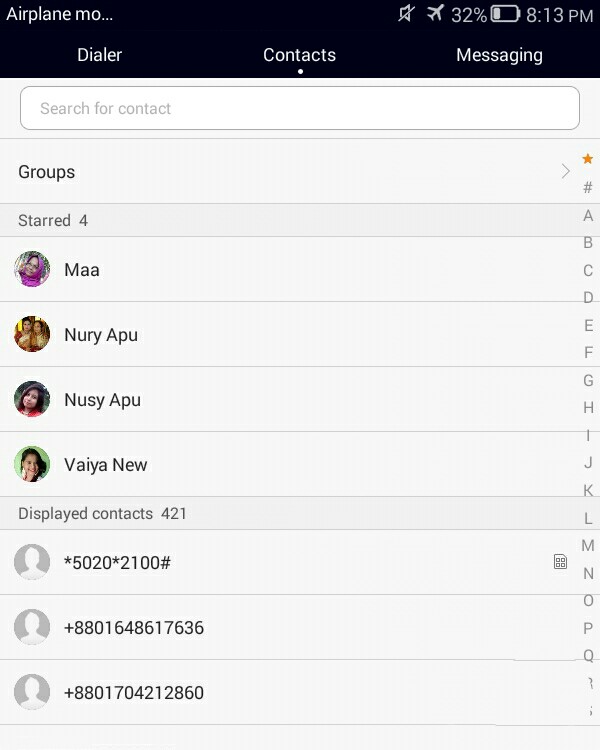 Airplane mo... 32% 8:13 PM
Dialer Contacts Messaging
Search for contact
Groups
Starred 4
Maa
Nury Apu
Nusy Apu
Vaiya New
Displayed contacts 421
*5020*2100#
+8801648617636
+8801704212860
#
A
B
C
D
E
F
G
H
I
J
K
L
M
N
O
P
Q